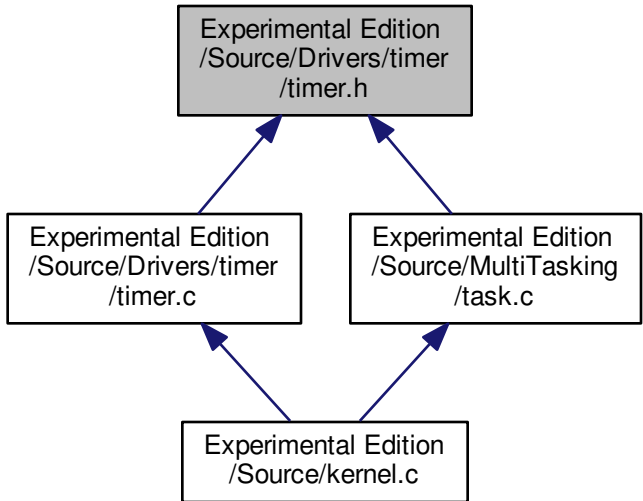 Experimental Edition
/Source/Drivers/timer
/timer.h
Experimental Edition
/Source/Drivers/timer
/timer.c
Experimental Edition
/Source/MultiTasking
/task.c
Experimental Edition
/Source/kernel.c